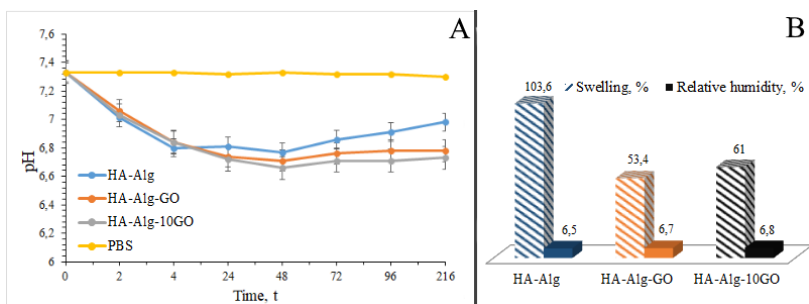 A
7,6
7,4
7,2
7
6,8
6,6
6,4
6,2
6
pH
HA-Alg
HA-Alg-GO
HA-Alg-10GO
PBS
0 2 4 24 48 72 96 216
Time, t
B
Swelling, % Relative humidity, %
103,6
6,5
53,4
6,7
61
6,8
HA-Alg HA-Alg-GO HA-Alg-10GO